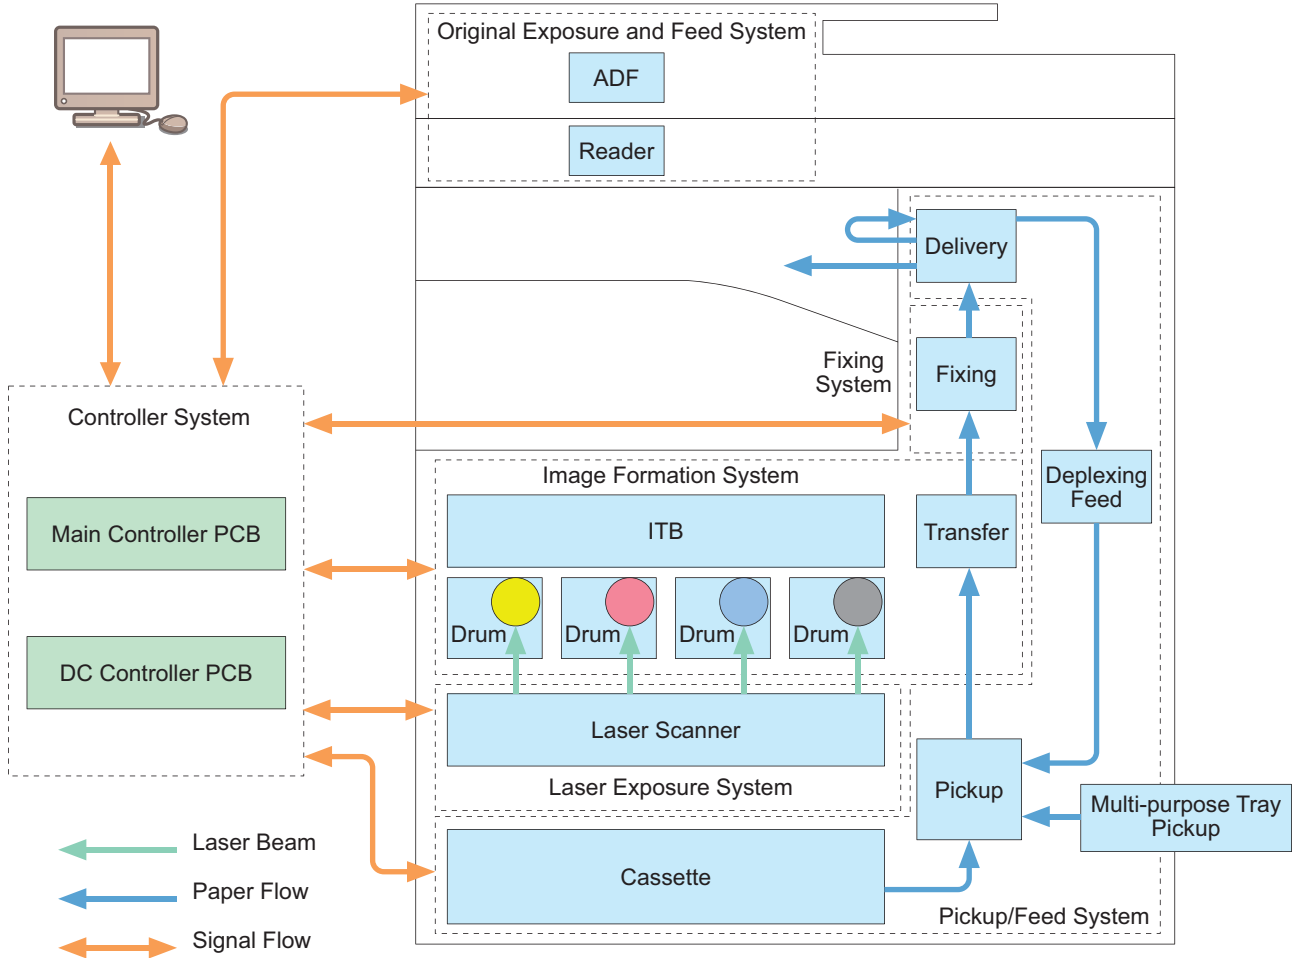 Original Exposure and Feed System
ADF
Reader
Delivery
Fixing
System
Fixing
Controller System
Image Formation System
Deplexing
Feed
Main Controller PCB
ITB
Transfer
Drum
Drum
Drum
Drum
DC Controller PCB
Laser Scanner
Laser Exposure System
Pickup
Multi-purpose Tray
Pickup
Laser Beam
Cassette
Paper Flow
Pickup/Feed System
Signal Flow